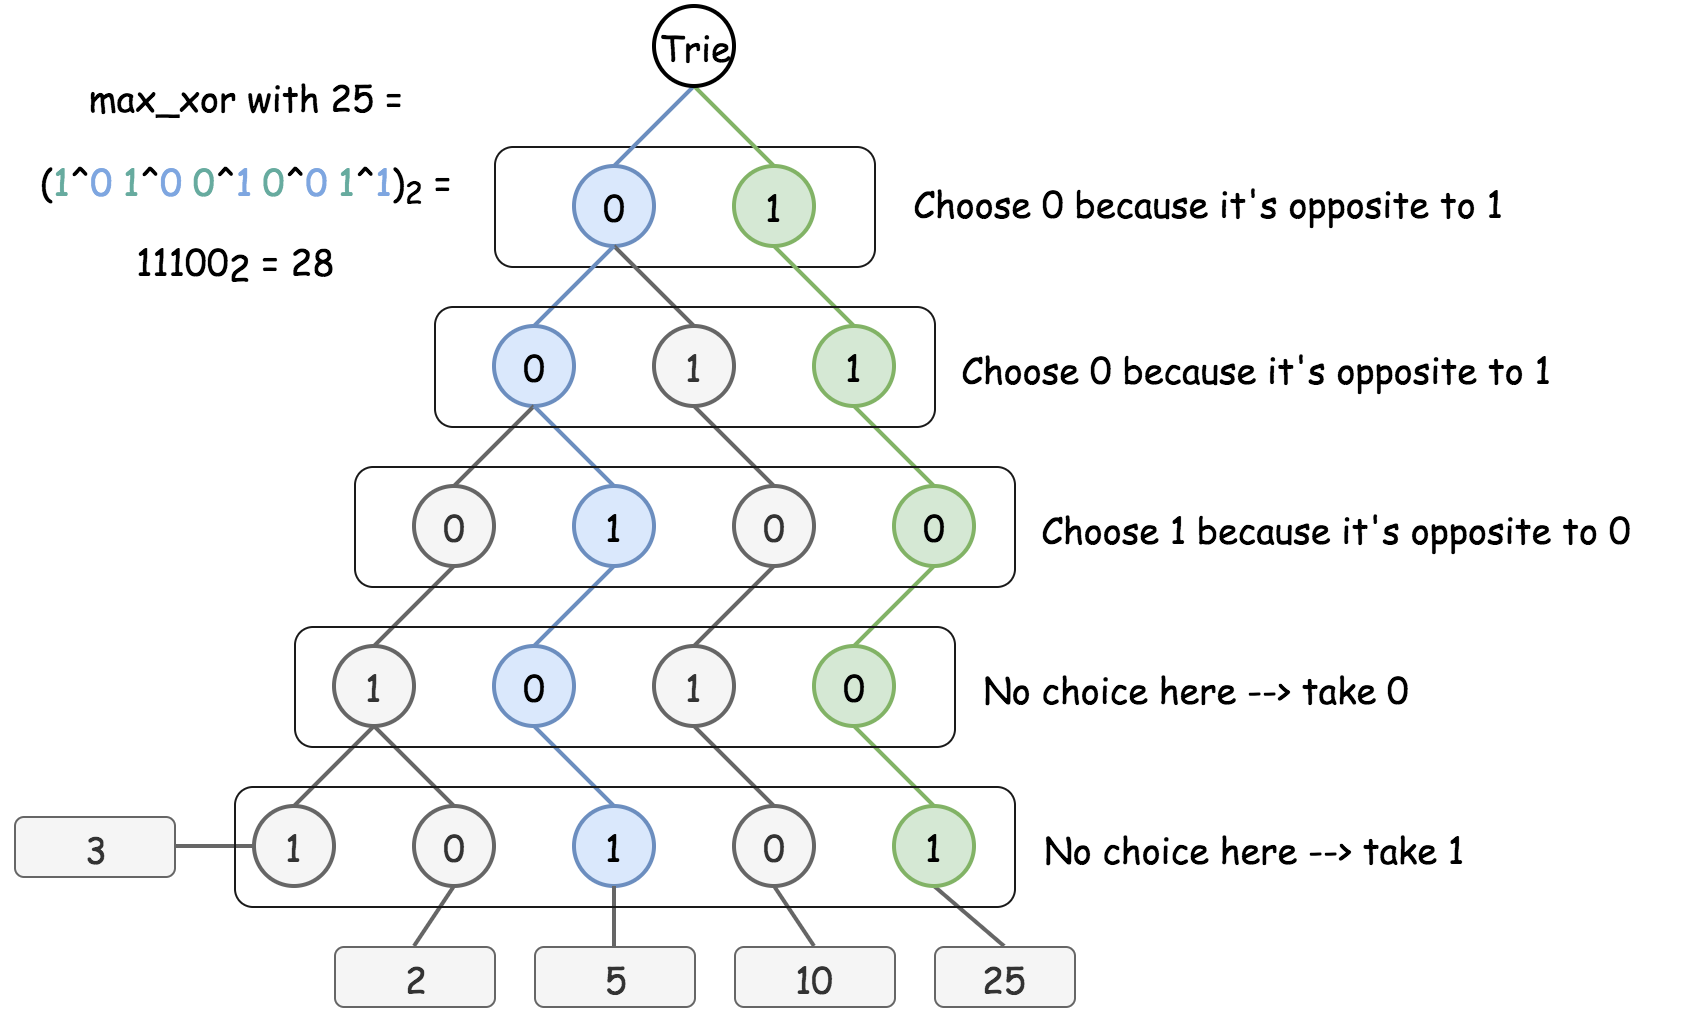 Trie
max_xor with 25 =
(1^0 1^0 0^1 0^0 1^1)2 =
111002 = 28
0 1 Choose 0 because it's opposite to 1
0 1 1 Choose 0 because it's opposite to 1
0 1 0 0 Choose 1 because it's opposite to 0
1 0 1 0 No choice here --> take 0
3 1 0 1 0 1 No choice here --> take 1
2 5 10 25